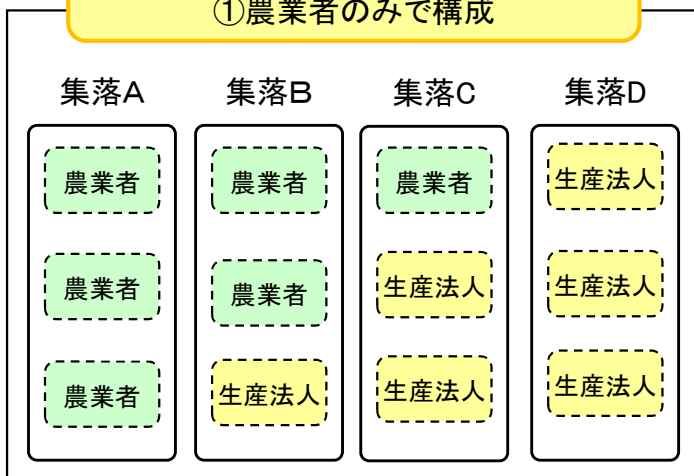 ①農業者のみで構成
集落A 集落B 集落C 集落D
農業者 農業者 農業者 生産法人
農業者 農業者 生産法人 生産法人
農業者 生産法人 生産法人 生産法人